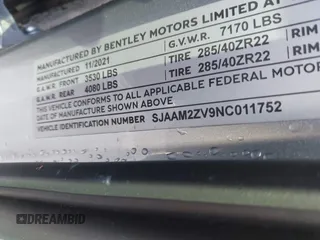 MANUFACTURED BY BENTLEY MOTORS LIMITED AT
MANUFACTURED 11/2021 G.V.W.R. 7170 LBS
G.A.W.R. FRONT 3530 LBS TIRE 285/40ZR22 RIM
G.A.W.R. REAR 4080 LBS TIRE 285/40ZR22 RIM
THIS VEHICLE CONFORMS TO ALL APPLICABLE FEDERAL MOTOR
DATE OF MANUFACTURE SHOWN ABOVE.
VEHICLE IDENTIFICATION NUMBER SJAAM2ZV9NC011752
DREAMBID